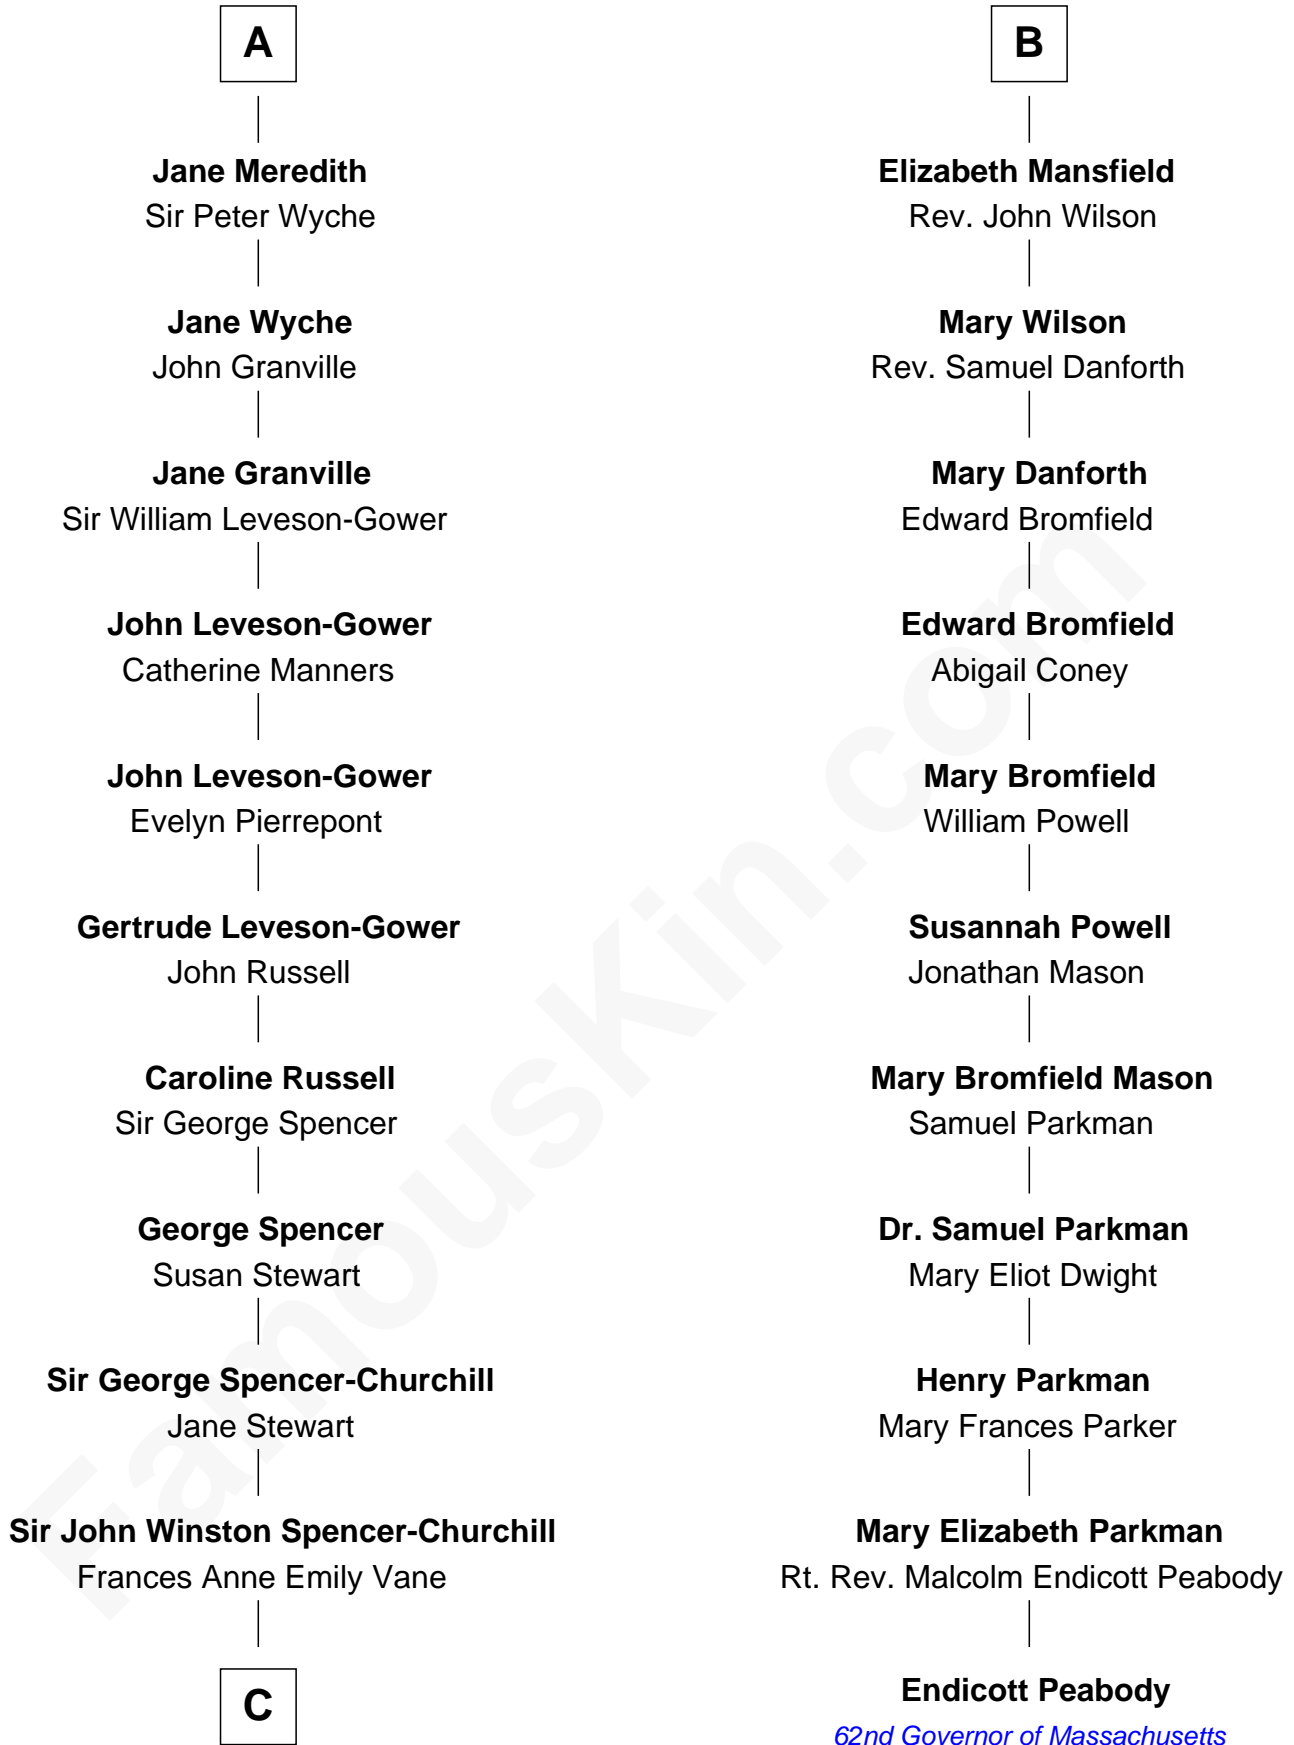 A
Jane Meredith
Sir Peter Wyche
Jane Wyche
John Granville
Jane Granville
Sir William Leveson-Gower
John Leveson-Gower
Catherine Manners
John Leveson-Gower
Evelyn Pierrepont
Gertrude Leveson-Gower
John Russell
Caroline Russell
Sir George Spencer
George Spencer
Susan Stewart
Sir George Spencer-Churchill
Jane Stewart
Sir John Winston Spencer-Churchill
Frances Anne Emily Vane
C
B
Elizabeth Mansfield
Rev. John Wilson
Mary Wilson
Rev. Samuel Danforth
Mary Danforth
Edward Bromfield
Edward Bromfield
Abigail Coney
Mary Bromfield
William Powell
Susannah Powell
Jonathan Mason
Mary Bromfield Mason
Samuel Parkman
Dr. Samuel Parkman
Mary Eliot Dwight
Henry Parkman
Mary Frances Parker
Mary Elizabeth Parkman
Rt. Rev. Malcolm Endicott Peabody
Endicott Peabody
62nd Governor of Massachusetts
FamousKin.com